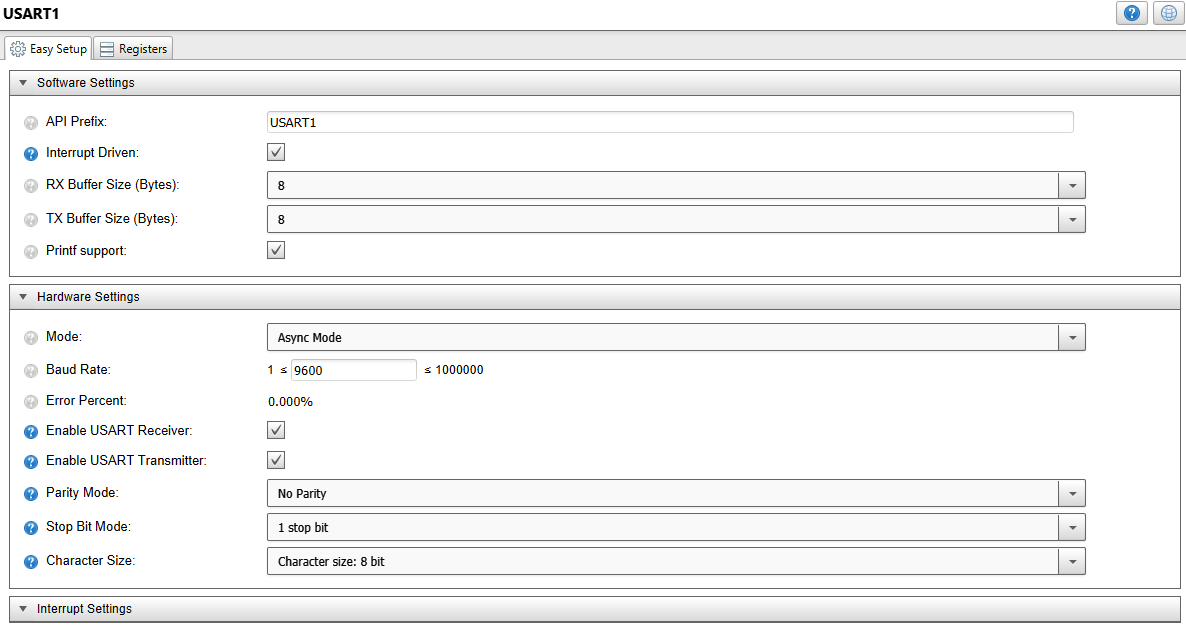 USART1
Easy Setup Registers
Software Settings
API Prefix: USART1
Interrupt Driven:
RX Buffer Size (Bytes): 8
TX Buffer Size (Bytes): 8
Printf support:
Hardware Settings
Mode: Async Mode
Baud Rate: 1 ≤ 9600 ≤ 1000000
Error Percent: 0.000%
Enable USART Receiver:
Enable USART Transmitter:
Parity Mode: No Parity
Stop Bit Mode: 1 stop bit
Character Size: Character size: 8 bit
Interrupt Settings